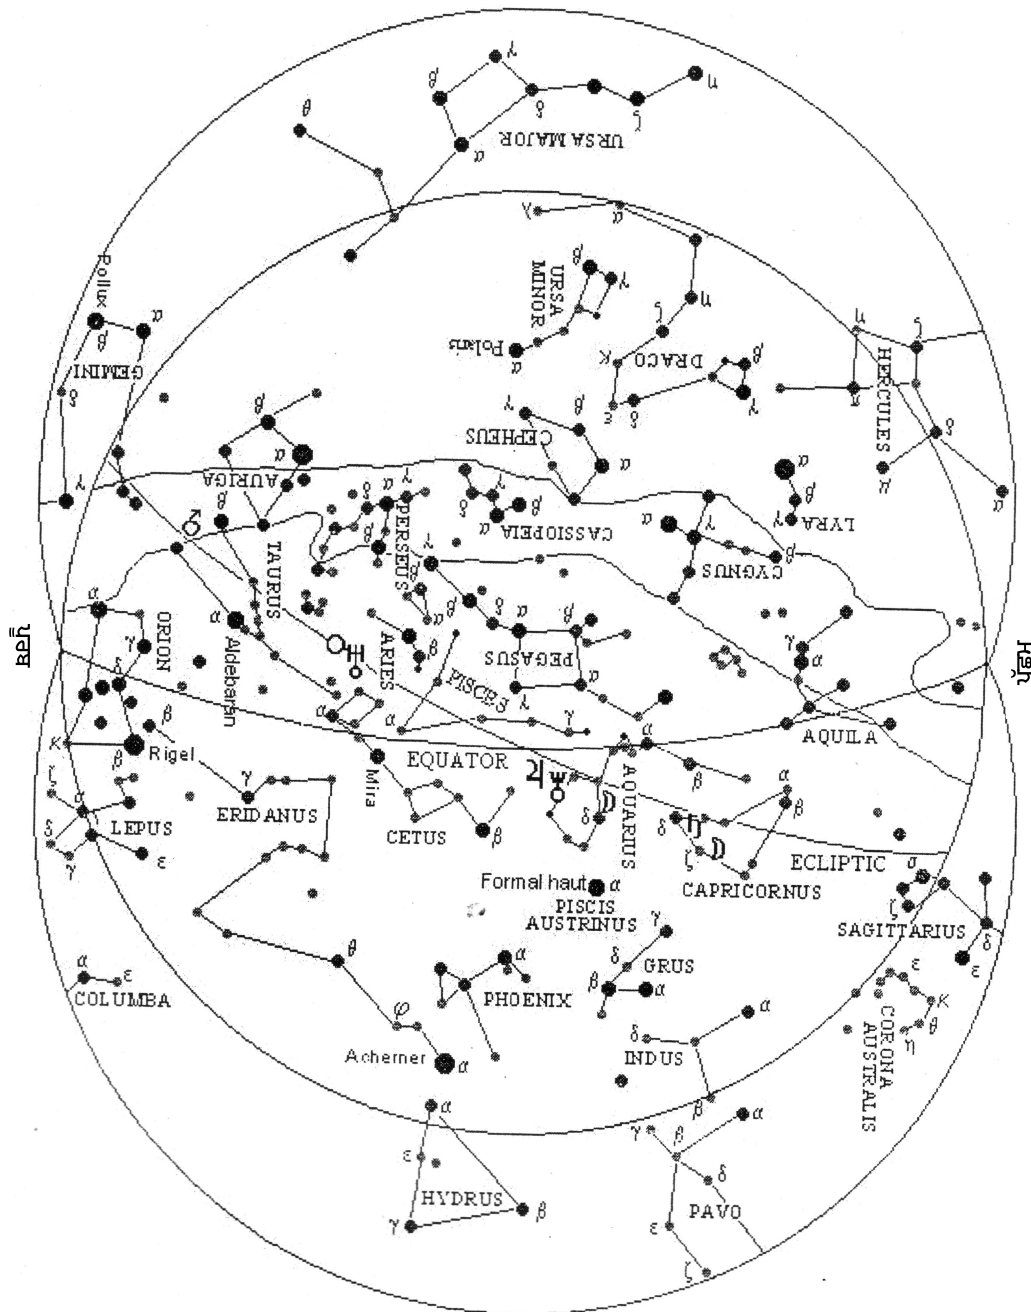 γ
β
η
θ
δ
ζ
URSA MAJOR
α
λ
α
Pollux
β
α
γ
URSA MINOR
η
β
GEMINI
Polaris
α
ζ
κ
DRACO
β
η
ζ
HERCULES
π
δ
ε
δ
γ
β
γ
β
CEPHEUS
α
δ
μ
α
AURIGA
α
γ
β
γ
α
δ
δ
β
α
CASSIOPEIA
α
β
γ
LYRA
α
γ
CYGNUS
β
♂
TAURUS
PERSEUS
β
γ
α
ORION
γ
δ
α
Aldebaran
β
α
ARIES
β
β
α
β
PEGASUS
γ
α
PISCES
γ
α
κ
β
β
Rigel
α
α
γ
α
AQUILA
Mira
EQUATOR
β
ζ
α
LEPUS
δ
γ
ε
γ
ERIDANUS
CETUS
β
♃
δ
AQUARIUS
α
β
δ
ζ
CAPRICORNUS
ECLIPTIC
Formal haut
α
PISCIS
AUSTRINUS
σ
ζ
SAGITTARIUS
δ
ε
α
ε
COLUMBA
θ
α
PHOENIX
γ
δ
GRUS
β
α
ε
κ
θ
η
CORONA AUSTRALIS
φ
Acherner
α
δ
α
INDUS
β
α
ε
HYDRUS
γ
β
γ
β
α
δ
PAVO
ε
ζ